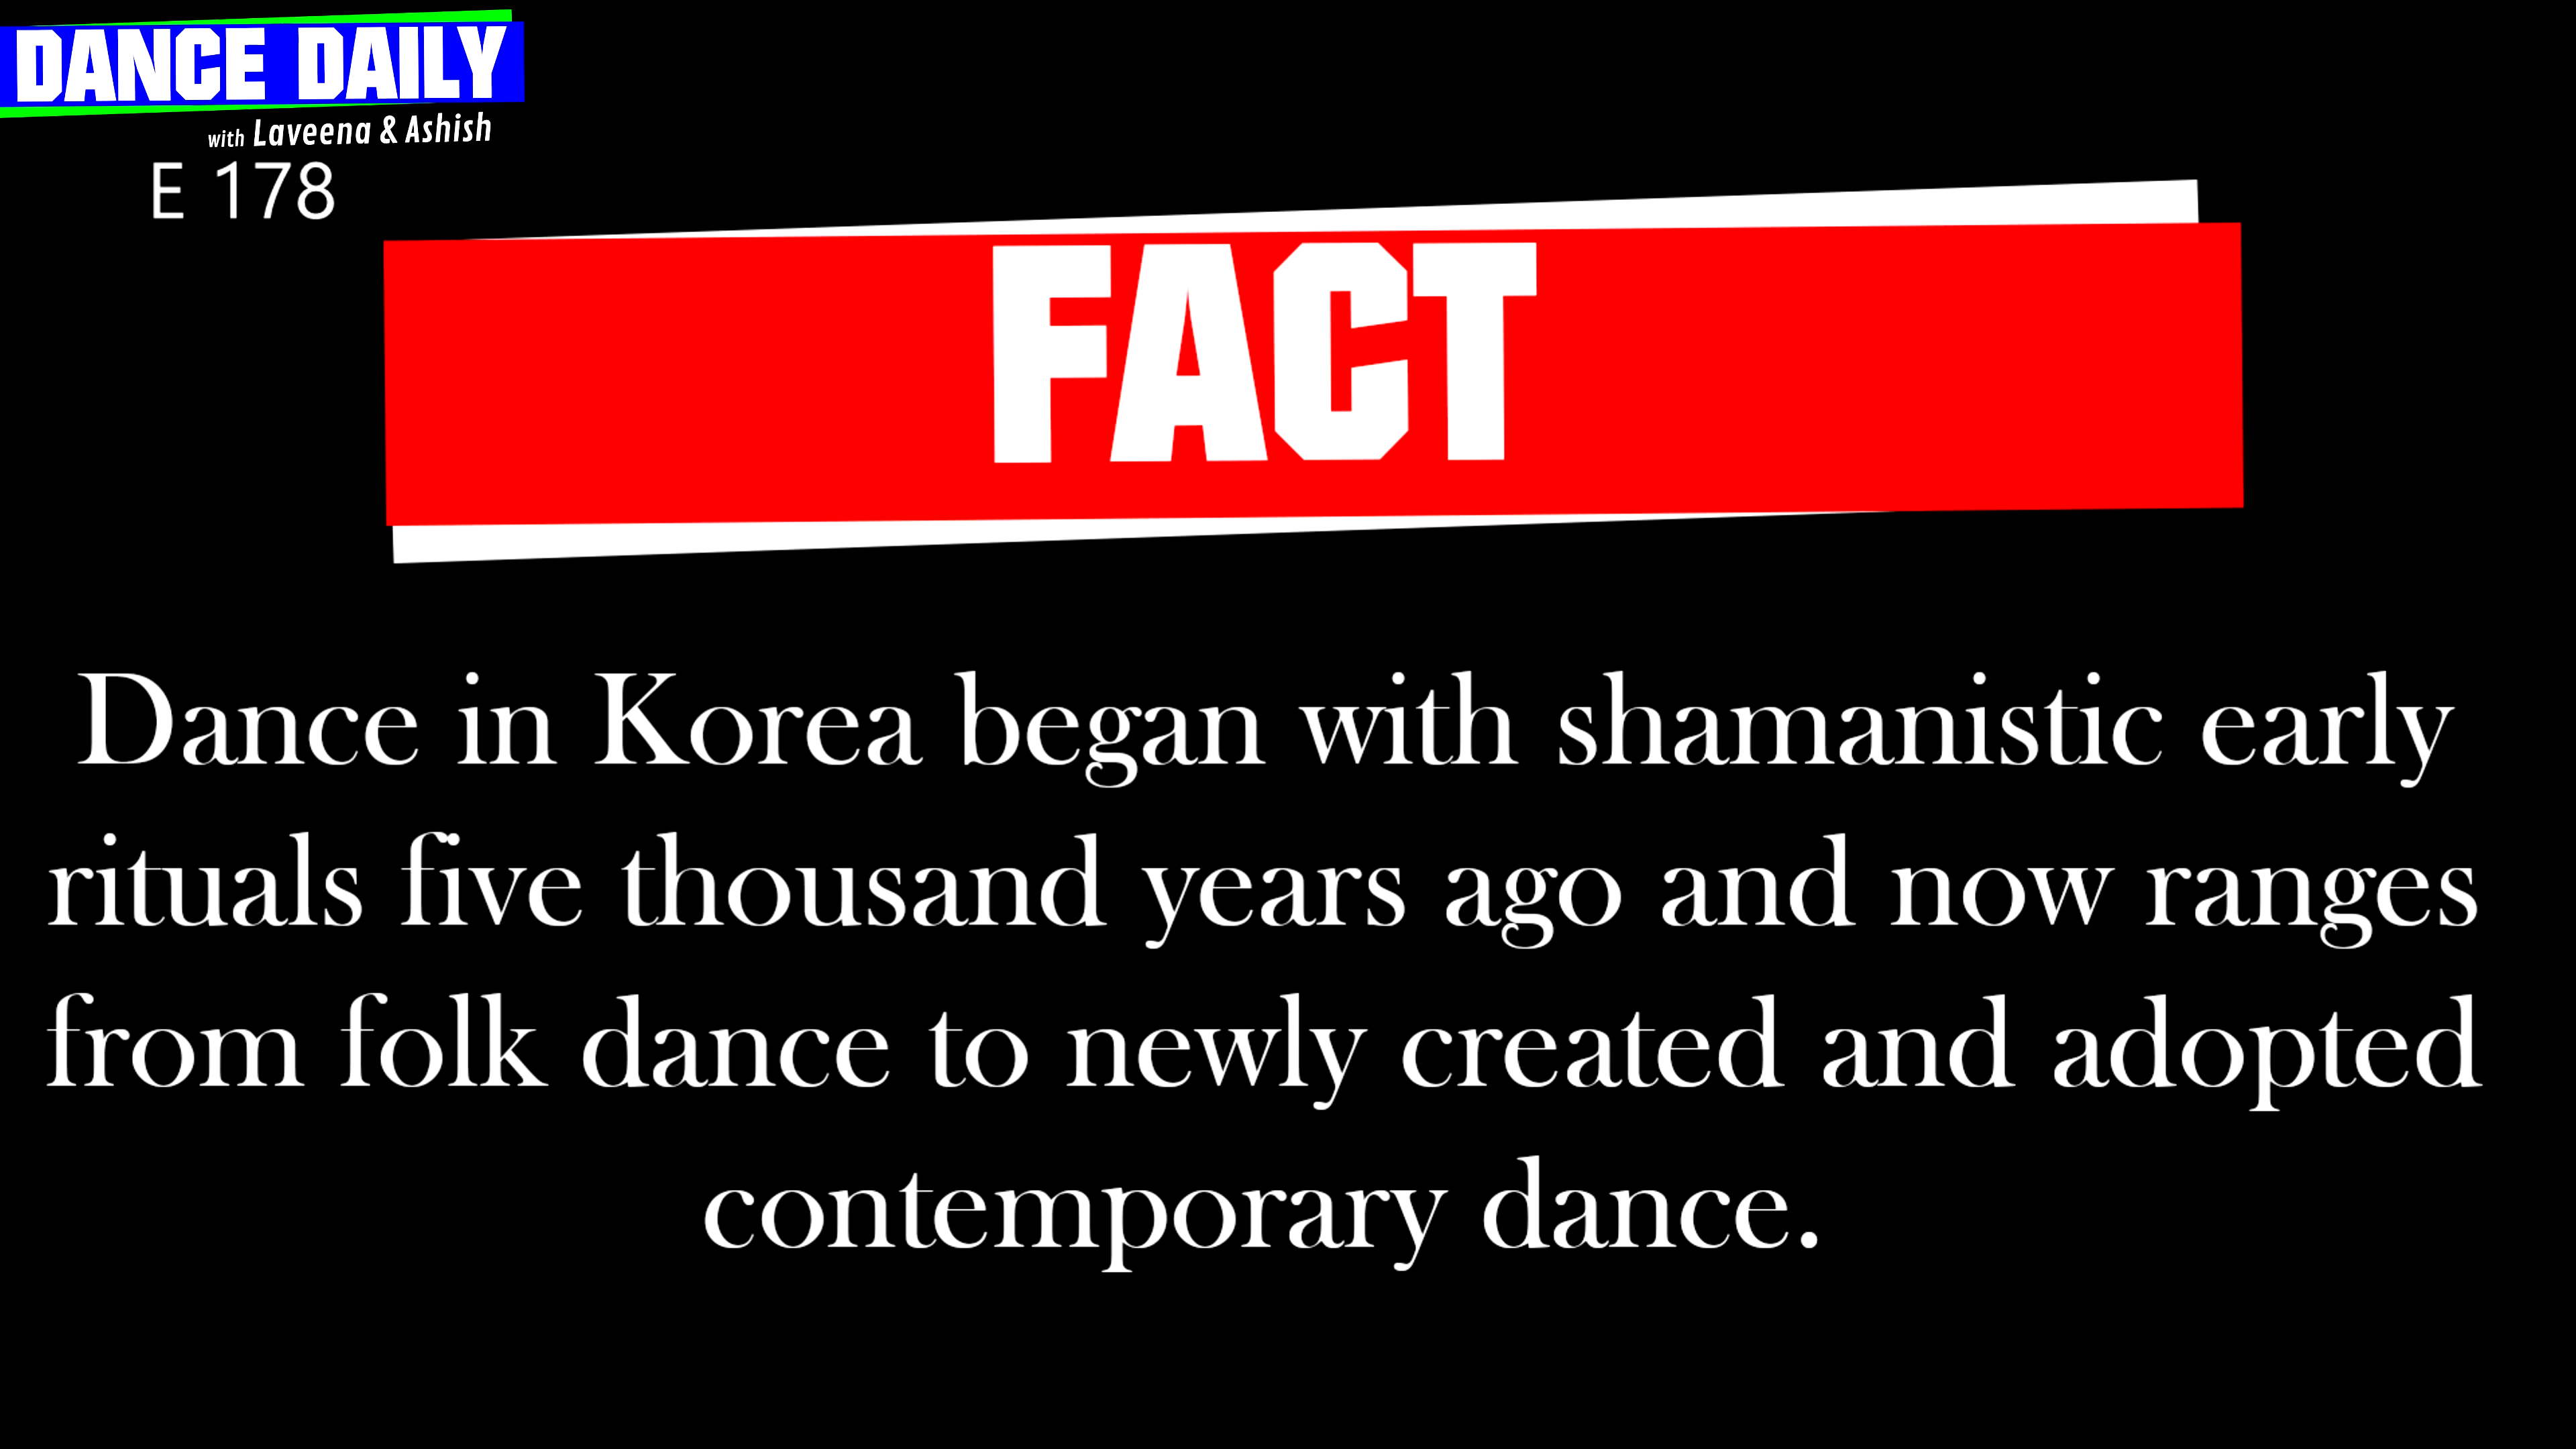 DANCE DAILY
with Laveena & Ashish
E 178
FACT
Dance in Korea began with shamanistic early
rituals five thousand years ago and now ranges
from folk dance to newly created and adopted
contemporary dance.